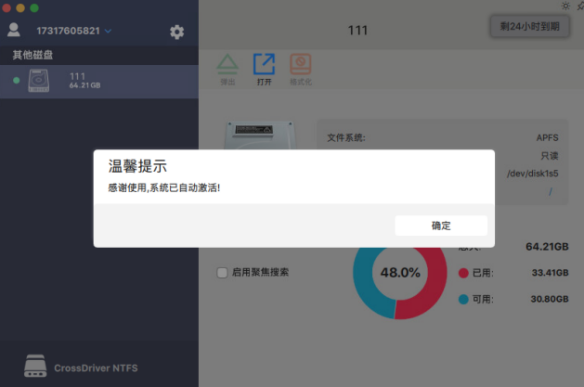 17317605821
111
剩24小时到期
其他磁盘
111
64.21 GB
弹出
打开
格式化
文件系统:
APFS
只读
/dev/disk1s5
/
温馨提示
感谢使用,系统已自动激活!
确定
64.21GB
启用聚焦搜索
48.0%
已用:
33.41GB
可用:
30.80GB
CrossDriver NTFS